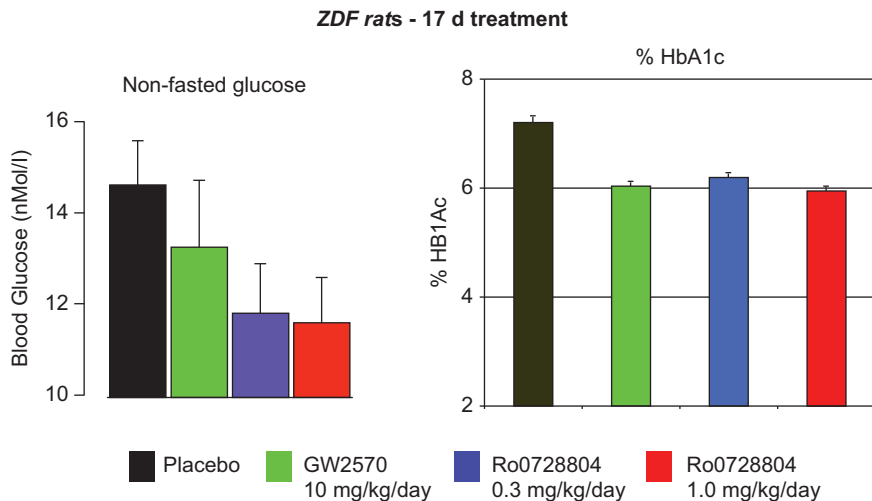 ZDF rats - 17 d treatment
Non-fasted glucose
Blood Glucose (nMol/l)
16
14
12
10
% HbA1c
% HB1Ac
8
6
4
2
Placebo
GW2570
10 mg/kg/day
Ro0728804
0.3 mg/kg/day
Ro0728804
1.0 mg/kg/day